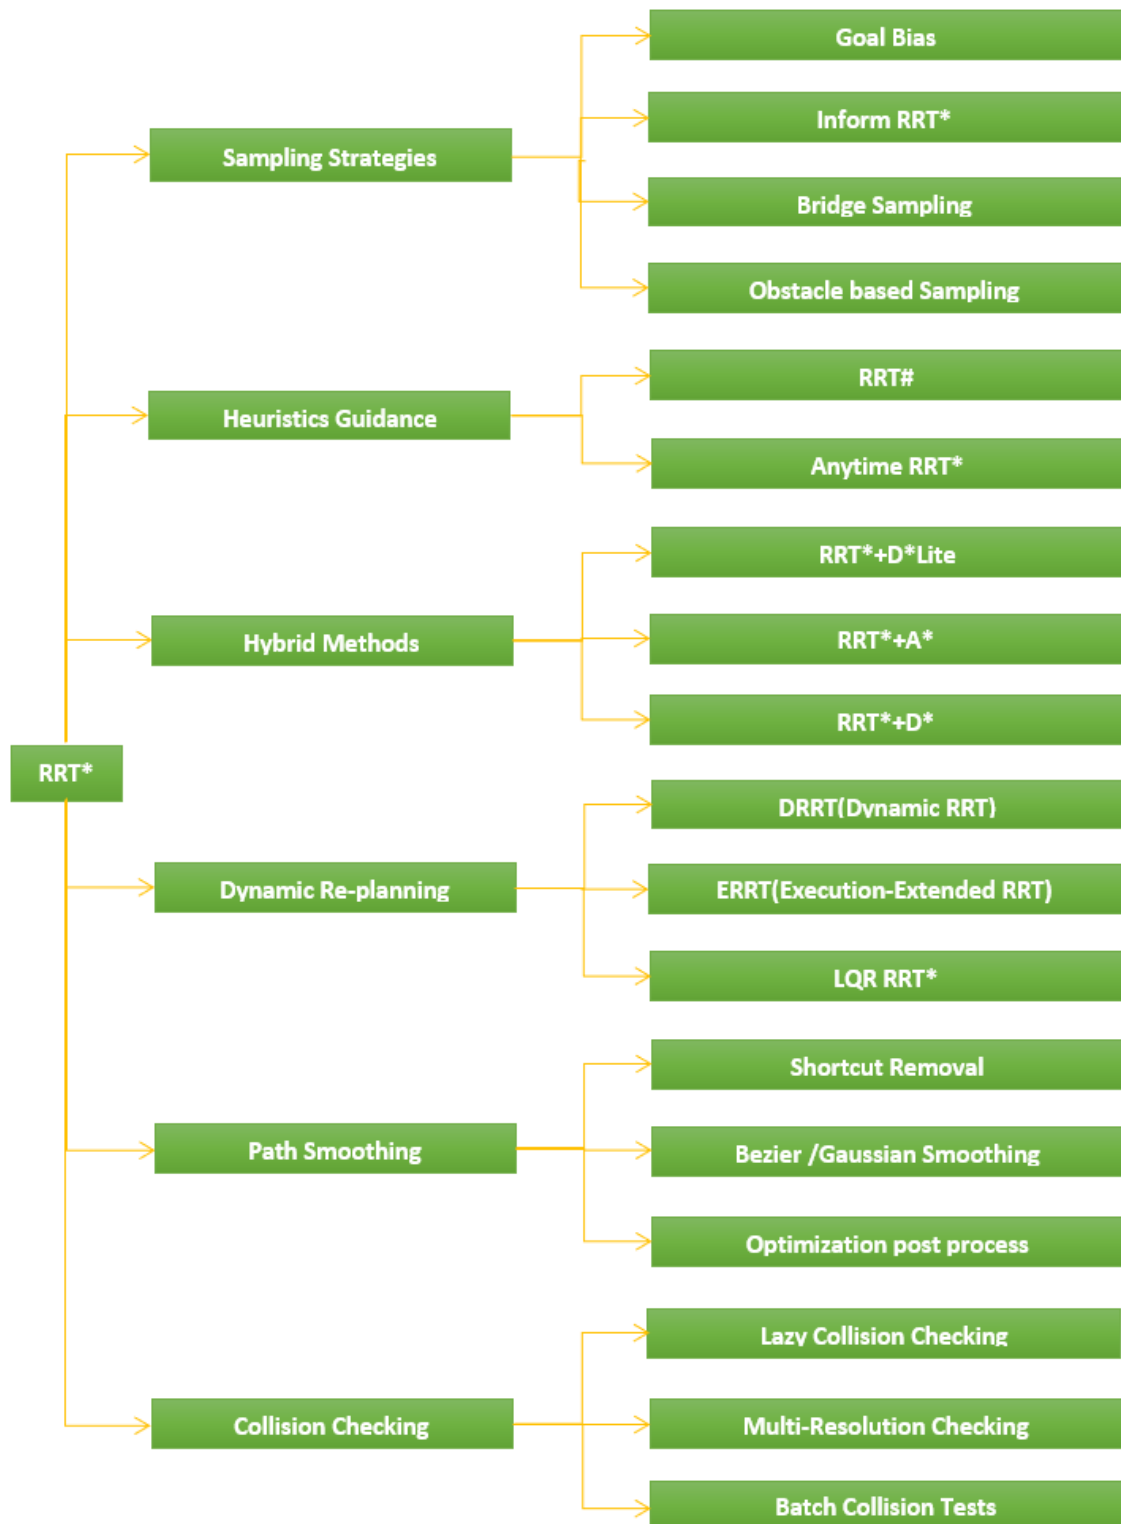 RRT*
Sampling Strategies
Goal Bias
Inform RRT*
Bridge Sampling
Obstacle based Sampling
Heuristics Guidance
RRT#
Anytime RRT*
Hybrid Methods
RRT*+D*Lite
RRT*+A*
RRT*+D*
Dynamic Re-planning
DRRT(Dynamic RRT)
ERRT(Execution-Extended RRT)
LQR RRT*
Path Smoothing
Shortcut Removal
Bezier /Gaussian Smoothing
Optimization post process
Collision Checking
Lazy Collision Checking
Multi-Resolution Checking
Batch Collision Tests